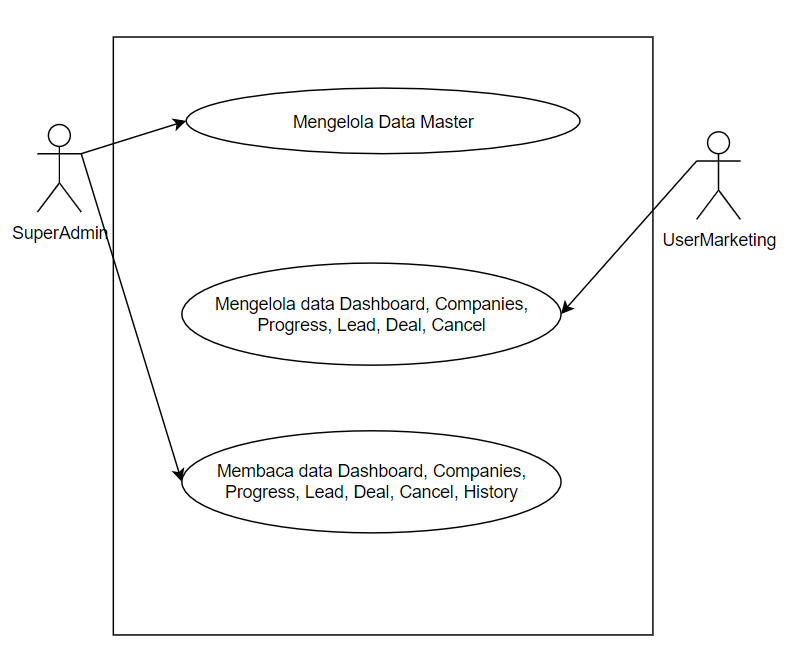 Mengelola Data Master
SuperAdmin
UserMarketing
Mengelola data Dashboard, Companies,
Progress, Lead, Deal, Cancel
Membaca data Dashboard, Companies,
Progress, Lead, Deal, Cancel, History